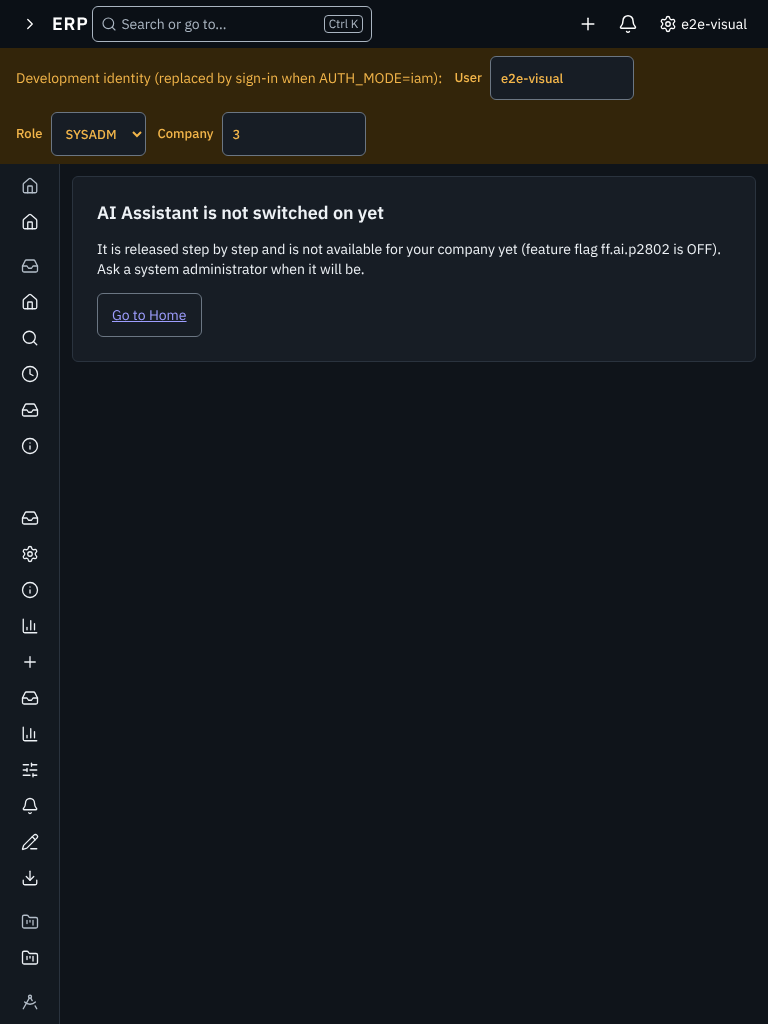 ERP
Search or go to...
Ctrl K
e2e-visual
Development identity (replaced by sign-in when AUTH_MODE=iam):
User
e2e-visual
Role
SYSADM
Company
3
AI Assistant is not switched on yet
It is released step by step and is not available for your company yet (feature flag ff.ai.p2802 is OFF).
Ask a system administrator when it will be.
Go to Home